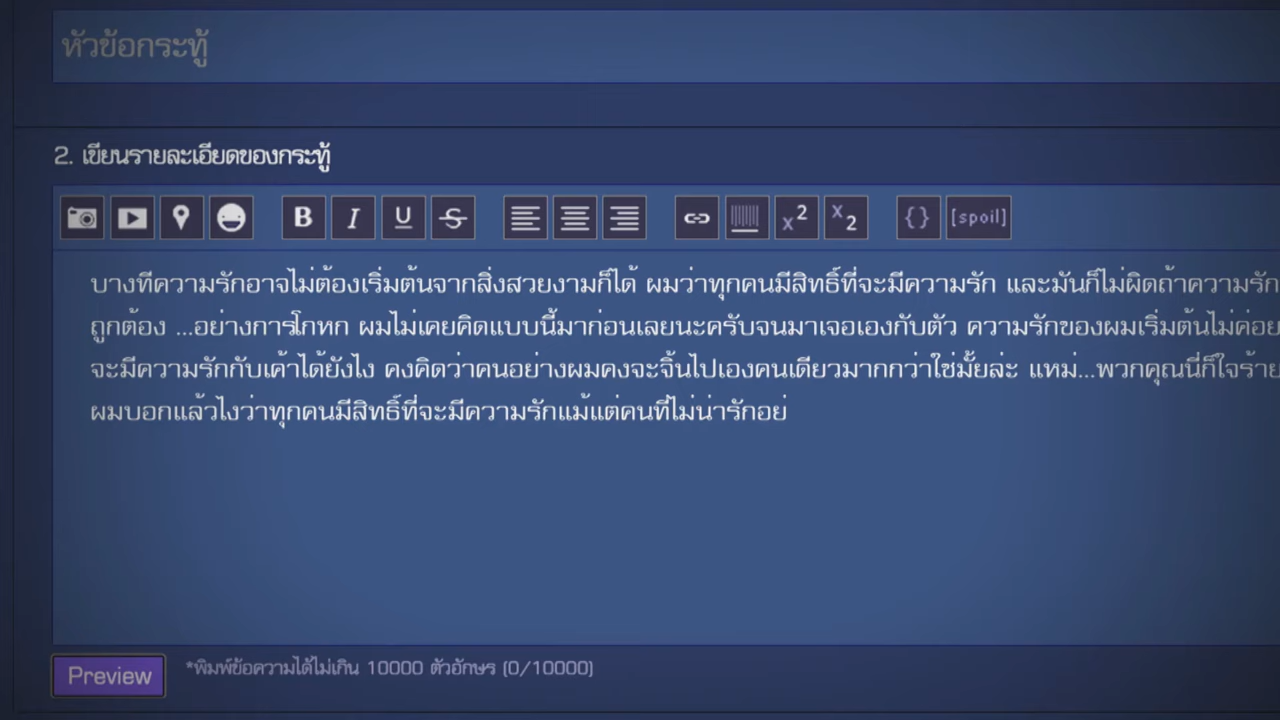 หัวข้อกระทู้
2. เขียนรายละเอียดของกระทู้
B I U S x2 x2 {} [spoil]
บางทีความรักอาจไม่ต้องเริ่มต้นจากสิ่งสวยงามก็ได้ ผมว่าทุกคนมีสิทธิ์ที่จะมีความรัก และมันก็ไม่ผิดถ้าความรัก
ถูกต้อง ...อย่างการโกหก ผมไม่เคยคิดแบบนี้มาก่อนเลยนะครับจนมาเจอเองกับตัว ความรักของผมเริ่มต้นไม่ค่อย
จะมีความรักกับเค้าได้ยังไง คงคิดว่าคนอย่างผมคงจะจิ้นไปเองคนเดียวมากกว่าใช่มั้ยล่ะ แหม่...พวกคุณนี่ก็ใจร้าย
ผมบอกแล้วไงว่าทุกคนมีสิทธิ์ที่จะมีความรักแม้แต่คนที่ไม่น่ารักอย่
Preview *พิมพ์ข้อความได้ไม่เกิน 10000 ตัวอักษร (0/10000)